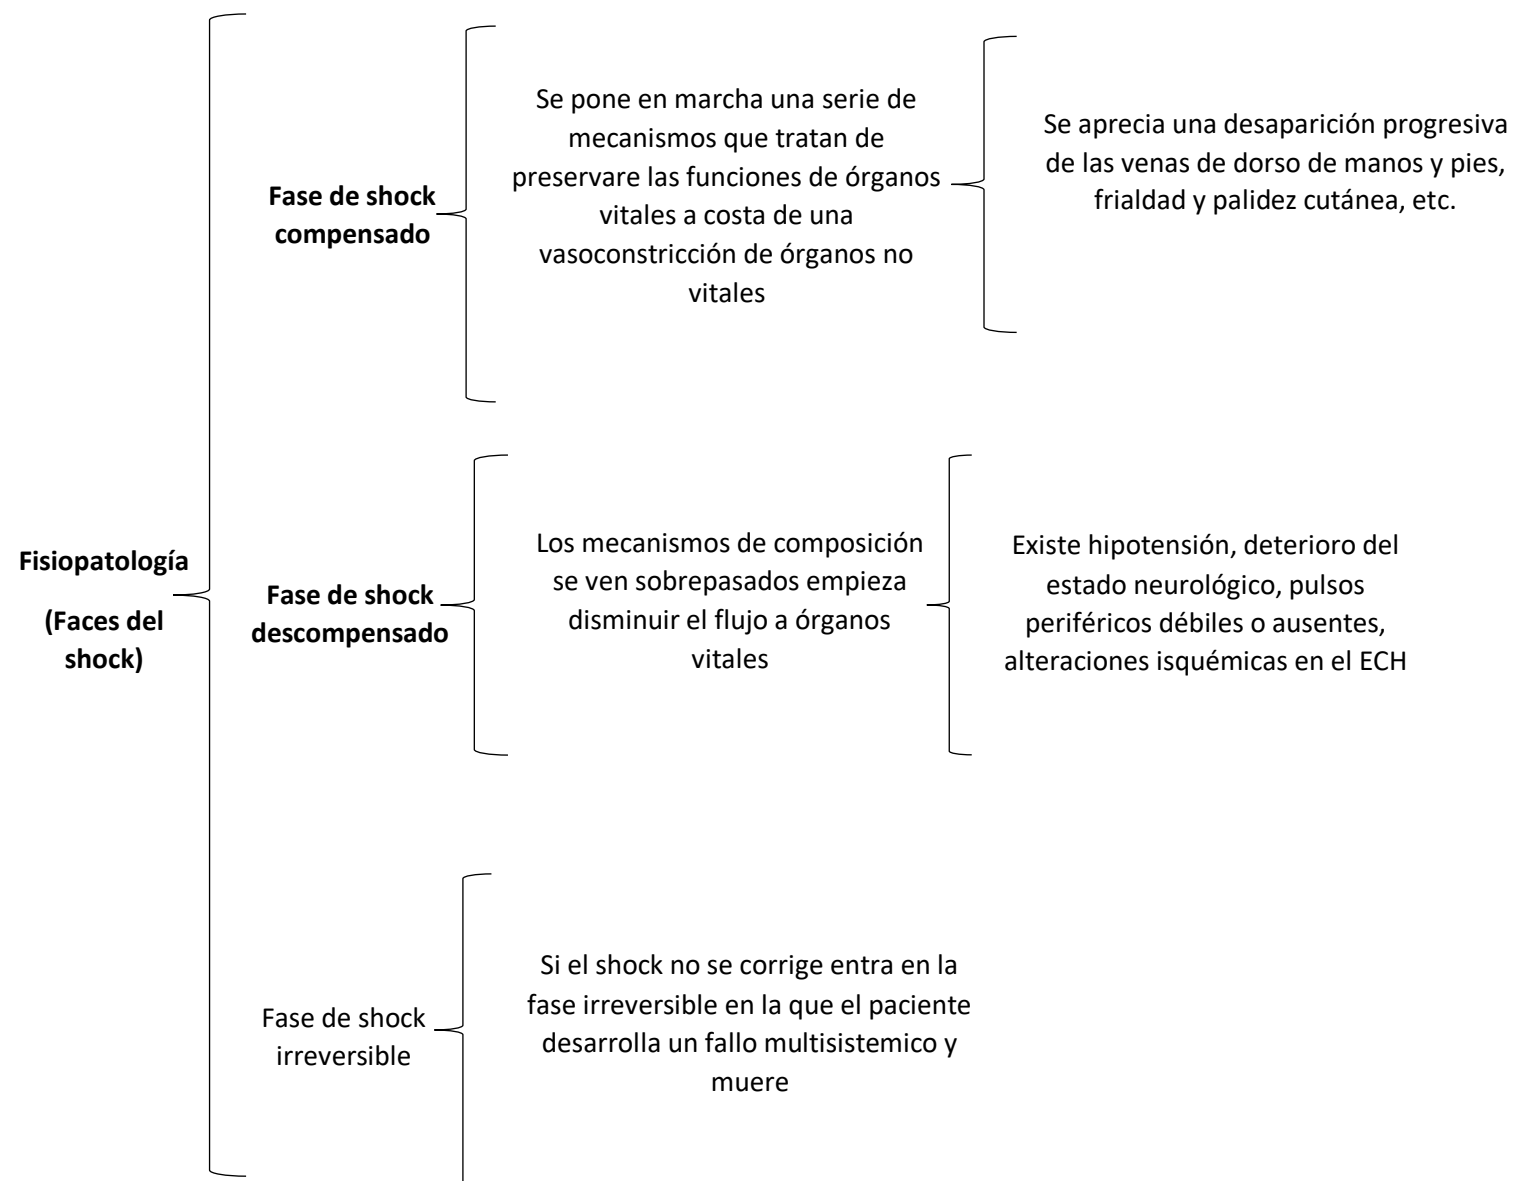 Fisiopatología
(Faces del
shock)
Fase de shock
compensado
Se pone en marcha una serie de
mecanismos que tratan de
preservare las funciones de órganos
vitales a costa de una
vasoconstricción de órganos no
vitales
Se aprecia una desaparición progresiva
de las venas de dorso de manos y pies,
frialdad y palidez cutánea, etc.
Fase de shock
descompensado
Los mecanismos de composición
se ven sobrepasados empieza
disminuir el flujo a órganos
vitales
Existe hipotensión, deterioro del
estado neurológico, pulsos
periféricos débiles o ausentes,
alteraciones isquémicas en el ECH
Fase de shock
irreversible
Si el shock no se corrige entra en la
fase irreversible en la que el paciente
desarrolla un fallo multisistemico y
muere